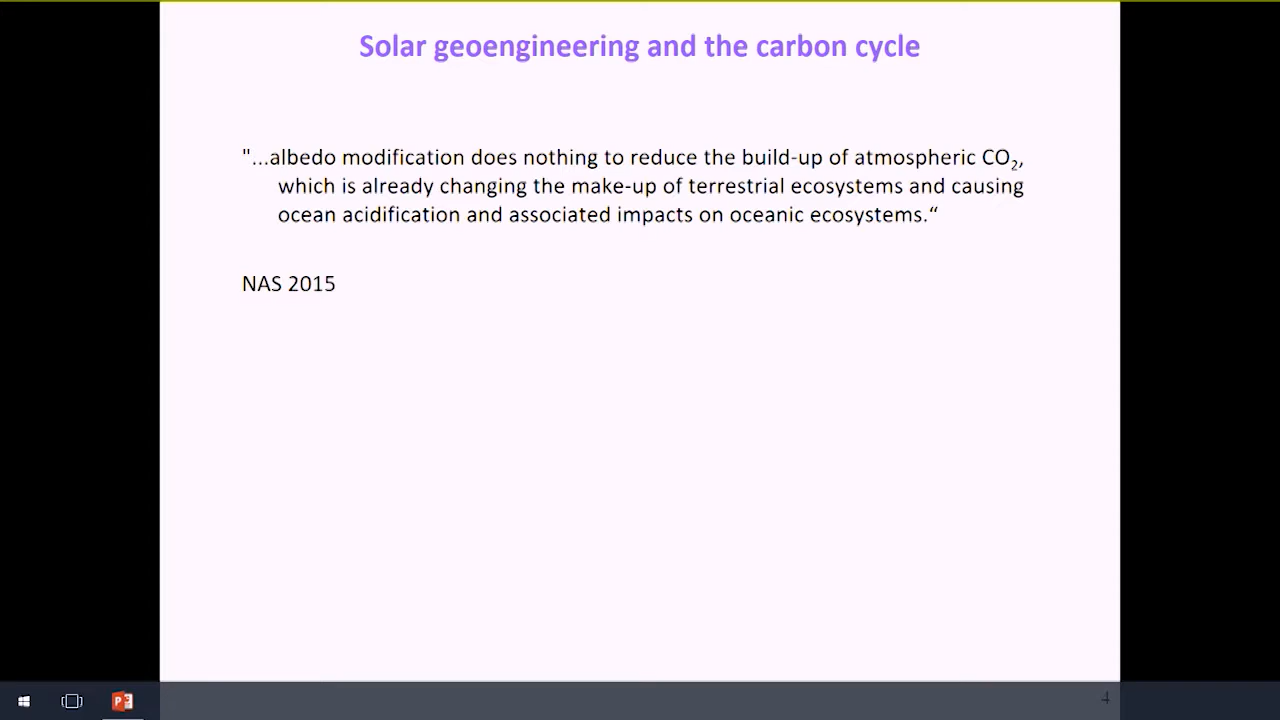 Solar geoengineering and the carbon cycle
"...albedo modification does nothing to reduce the build-up of atmospheric CO₂,
which is already changing the make-up of terrestrial ecosystems and causing
ocean acidification and associated impacts on oceanic ecosystems.“
NAS 2015
4